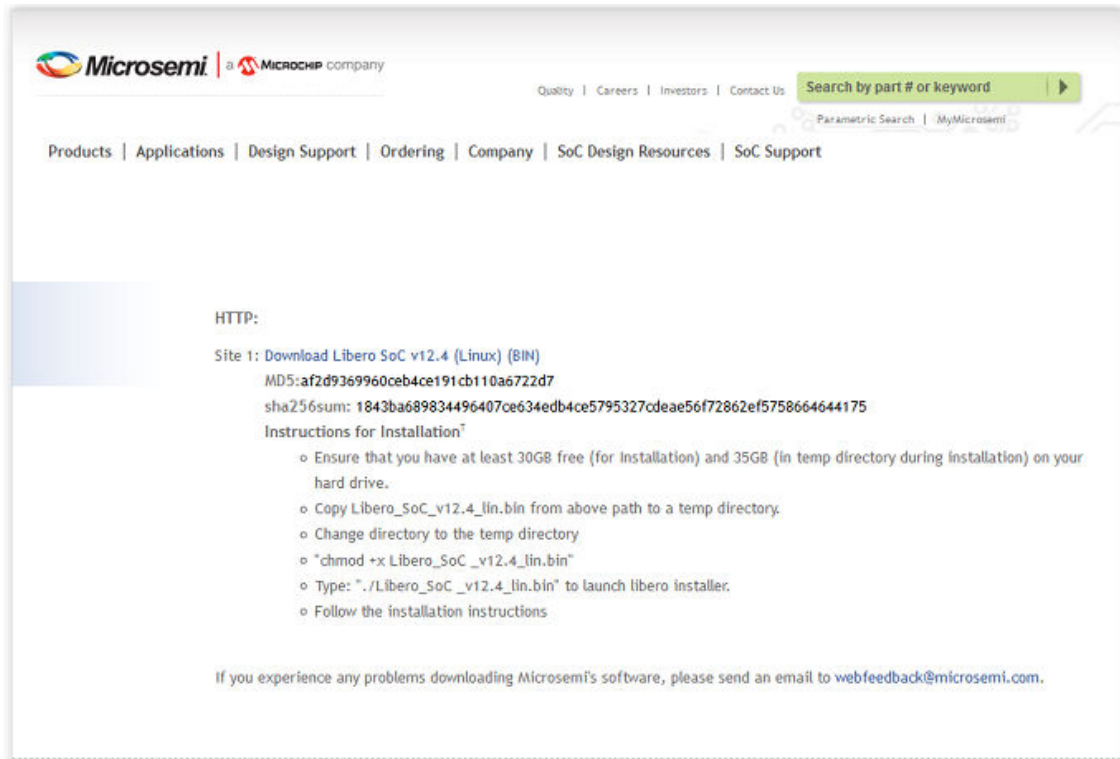 Microsemi. | a MICROCHIP company
Quality | Careers | Investors | Contact Us
Search by part # or keyword
Parametric Search | MyMicrosemi
Products | Applications | Design Support | Ordering | Company | SoC Design Resources | SoC Support
HTTP:
Site 1: Download Libero SoC v12.4 (Linux) (BIN)
MD5:af2d9369960ceb4ce191cb110a6722d7
sha256sum: 1843ba689834496407ce634edb4ce5795327cdeae56f72862ef5758664644175
Instructions for Installation†
Ensure that you have at least 30GB free (for Installation) and 35GB (in temp directory during installation) on your
hard drive.
Copy Libero_SoC_v12.4_lin.bin from above path to a temp directory.
Change directory to the temp directory
"chmod +x Libero_SoC _v12.4_lin.bin"
Type: "./Libero_SoC _v12.4_lin.bin" to launch libero installer.
Follow the installation instructions
If you experience any problems downloading Microsemi's software, please send an email to webfeedback@microsemi.com.